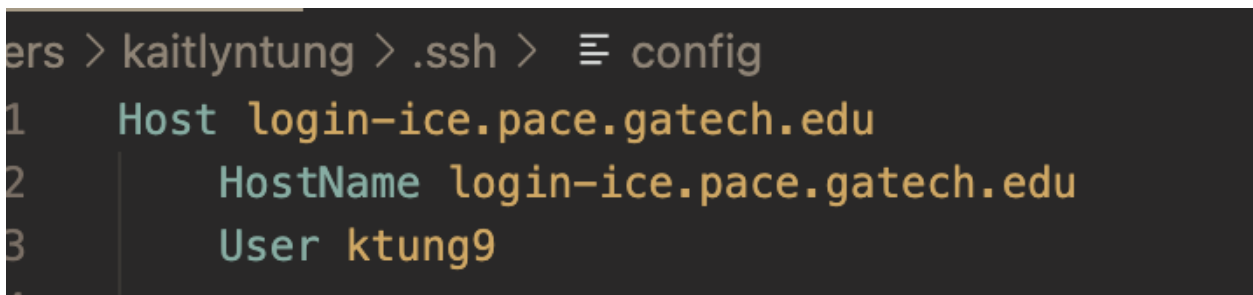 ers > kaitlyntung > .ssh > config
1 Host login-ice.pace.gatech.edu
2 HostName login-ice.pace.gatech.edu
3 User ktung9